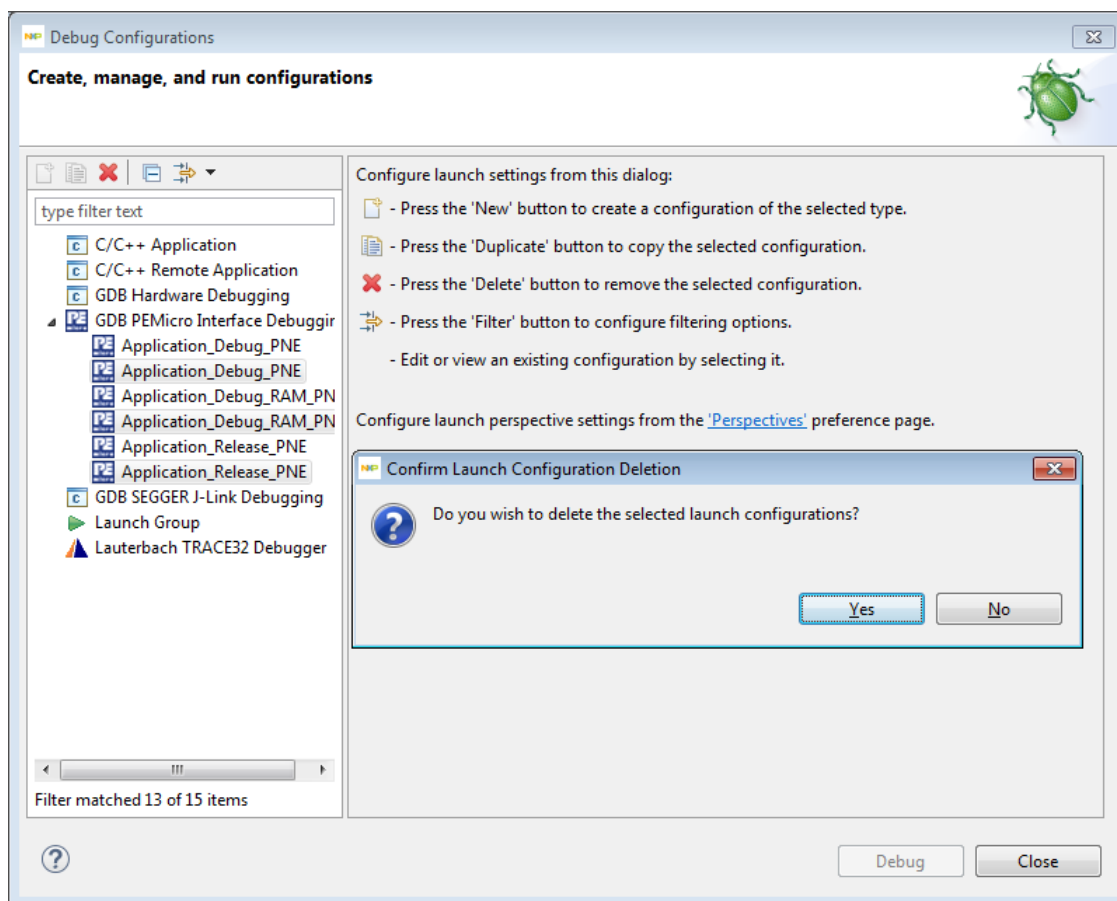 NXP Debug Configurations
Create, manage, and run configurations
type filter text
C/C++ Application
C/C++ Remote Application
GDB Hardware Debugging
GDB PEMicro Interface Debuggin
Application_Debug_PNE
Application_Debug_PNE
Application_Debug_RAM_PN
Application_Debug_RAM_PN
Application_Release_PNE
Application_Release_PNE
GDB SEGGER J-Link Debugging
Launch Group
Lauterbach TRACE32 Debugger
Filter matched 13 of 15 items
Configure launch settings from this dialog:
- Press the 'New' button to create a configuration of the selected type.
- Press the 'Duplicate' button to copy the selected configuration.
- Press the 'Delete' button to remove the selected configuration.
- Press the 'Filter' button to configure filtering options.
- Edit or view an existing configuration by selecting it.
Configure launch perspective settings from the 'Perspectives' preference page.
NXP Confirm Launch Configuration Deletion
Do you wish to delete the selected launch configurations?
Yes
No
Debug
Close